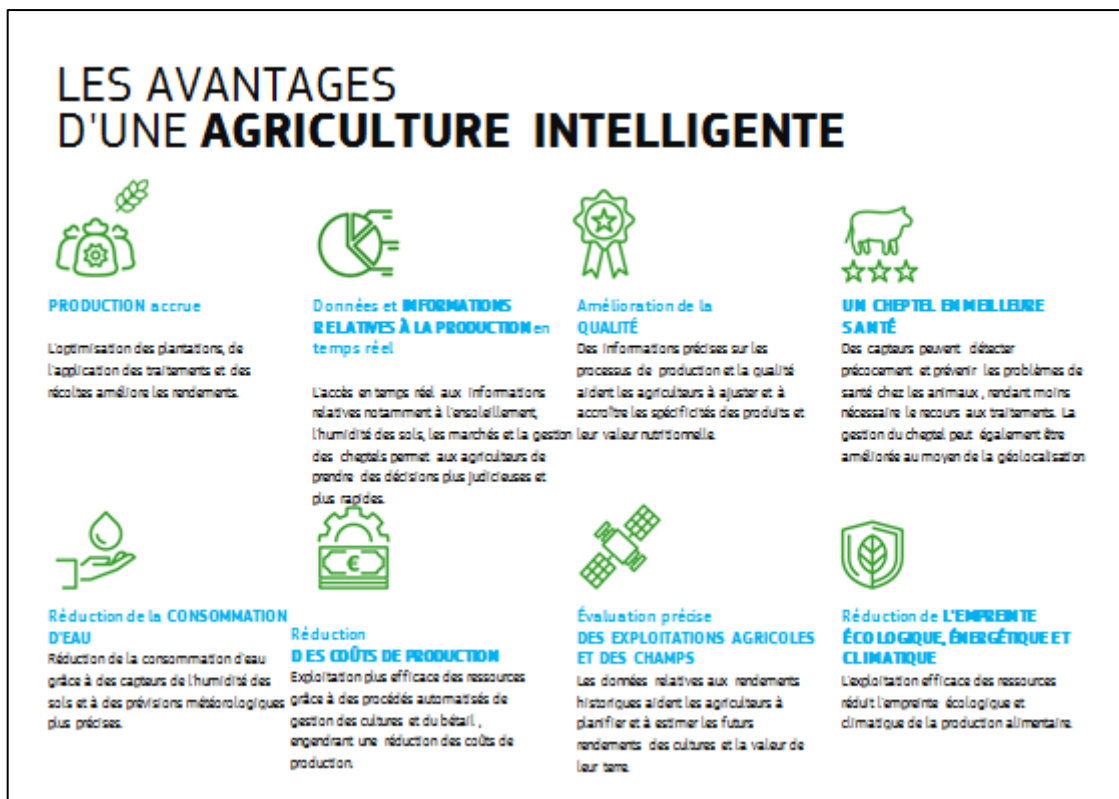 LES AVANTAGES
D'UNE AGRICULTURE INTELLIGENTE
PRODUCTION accrue
L'optimisation des plantations, de
l'application des traitements et des
récoltes améliore les rendements.
Données et INFORMATIONS
RELATIVES À LA PRODUCTION en
temps réel
L'accès en temps réel aux informations
relatives notamment à l'ensoleillement,
l'humidité des sols, les marchés et la gestion
des cheptels permet aux agriculteurs de
prendre des décisions plus judicieuses et
plus rapides.
Amélioration de la
QUALITÉ
Des informations précises sur les
processus de production et la qualité
aident les agriculteurs à ajuster et à
accroître les spécificités des produits et
leur valeur nutritionnelle.
UN CHEPTEL EN MEILLEURE
SANTÉ
Des capteurs peuvent détecter
précocement et prévenir les problèmes de
santé chez les animaux, rendant moins
nécessaire le recours aux traitements. La
gestion du cheptel peut également être
améliorée au moyen de la géolocalisation
Réduction de la CONSOMMATION
D'EAU
Réduction de la consommation d'eau
grâce à des capteurs de l'humidité des
sols et à des prévisions météorologiques
plus précises.
Réduction
DES COÛTS DE PRODUCTION
Exploitation plus efficace des ressources
grâce à des procédés automatisés de
gestion des cultures et du bétail,
engendrant une réduction des coûts de
production.
Évaluation précise
DES EXPLOITATIONS AGRICOLES
ET DES CHAMPS
Les données relatives aux rendements
historiques aident les agriculteurs à
planifier et à estimer les futurs
rendements des cultures et la valeur de
leur terre.
Réduction de L'EMPREINTE
ÉCOLOGIQUE, ÉNERGÉTIQUE ET
CLIMATIQUE
L'exploitation efficace des ressources
réduit l'empreinte écologique et
climatique de la production alimentaire.